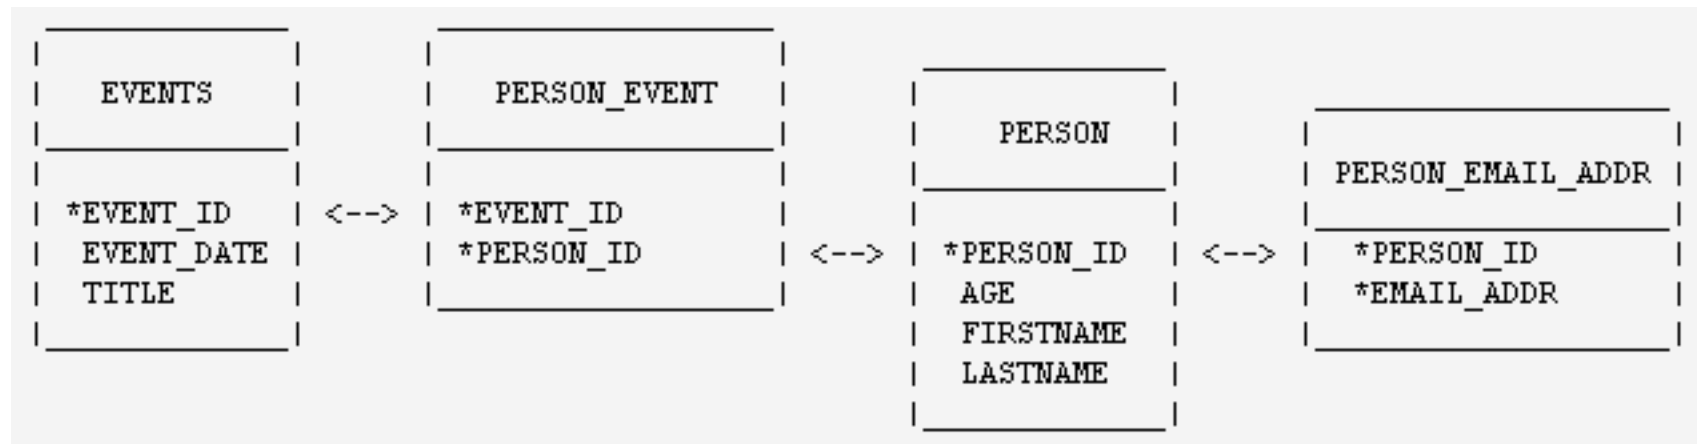 EVENTS
*EVENT_ID
EVENT_DATE
TITLE
<-->
PERSON_EVENT
*EVENT_ID
*PERSON_ID
<-->
PERSON
*PERSON_ID
AGE
FIRSTNAME
LASTNAME
<-->
PERSON_EMAIL_ADDR
*PERSON_ID
*EMAIL_ADDR